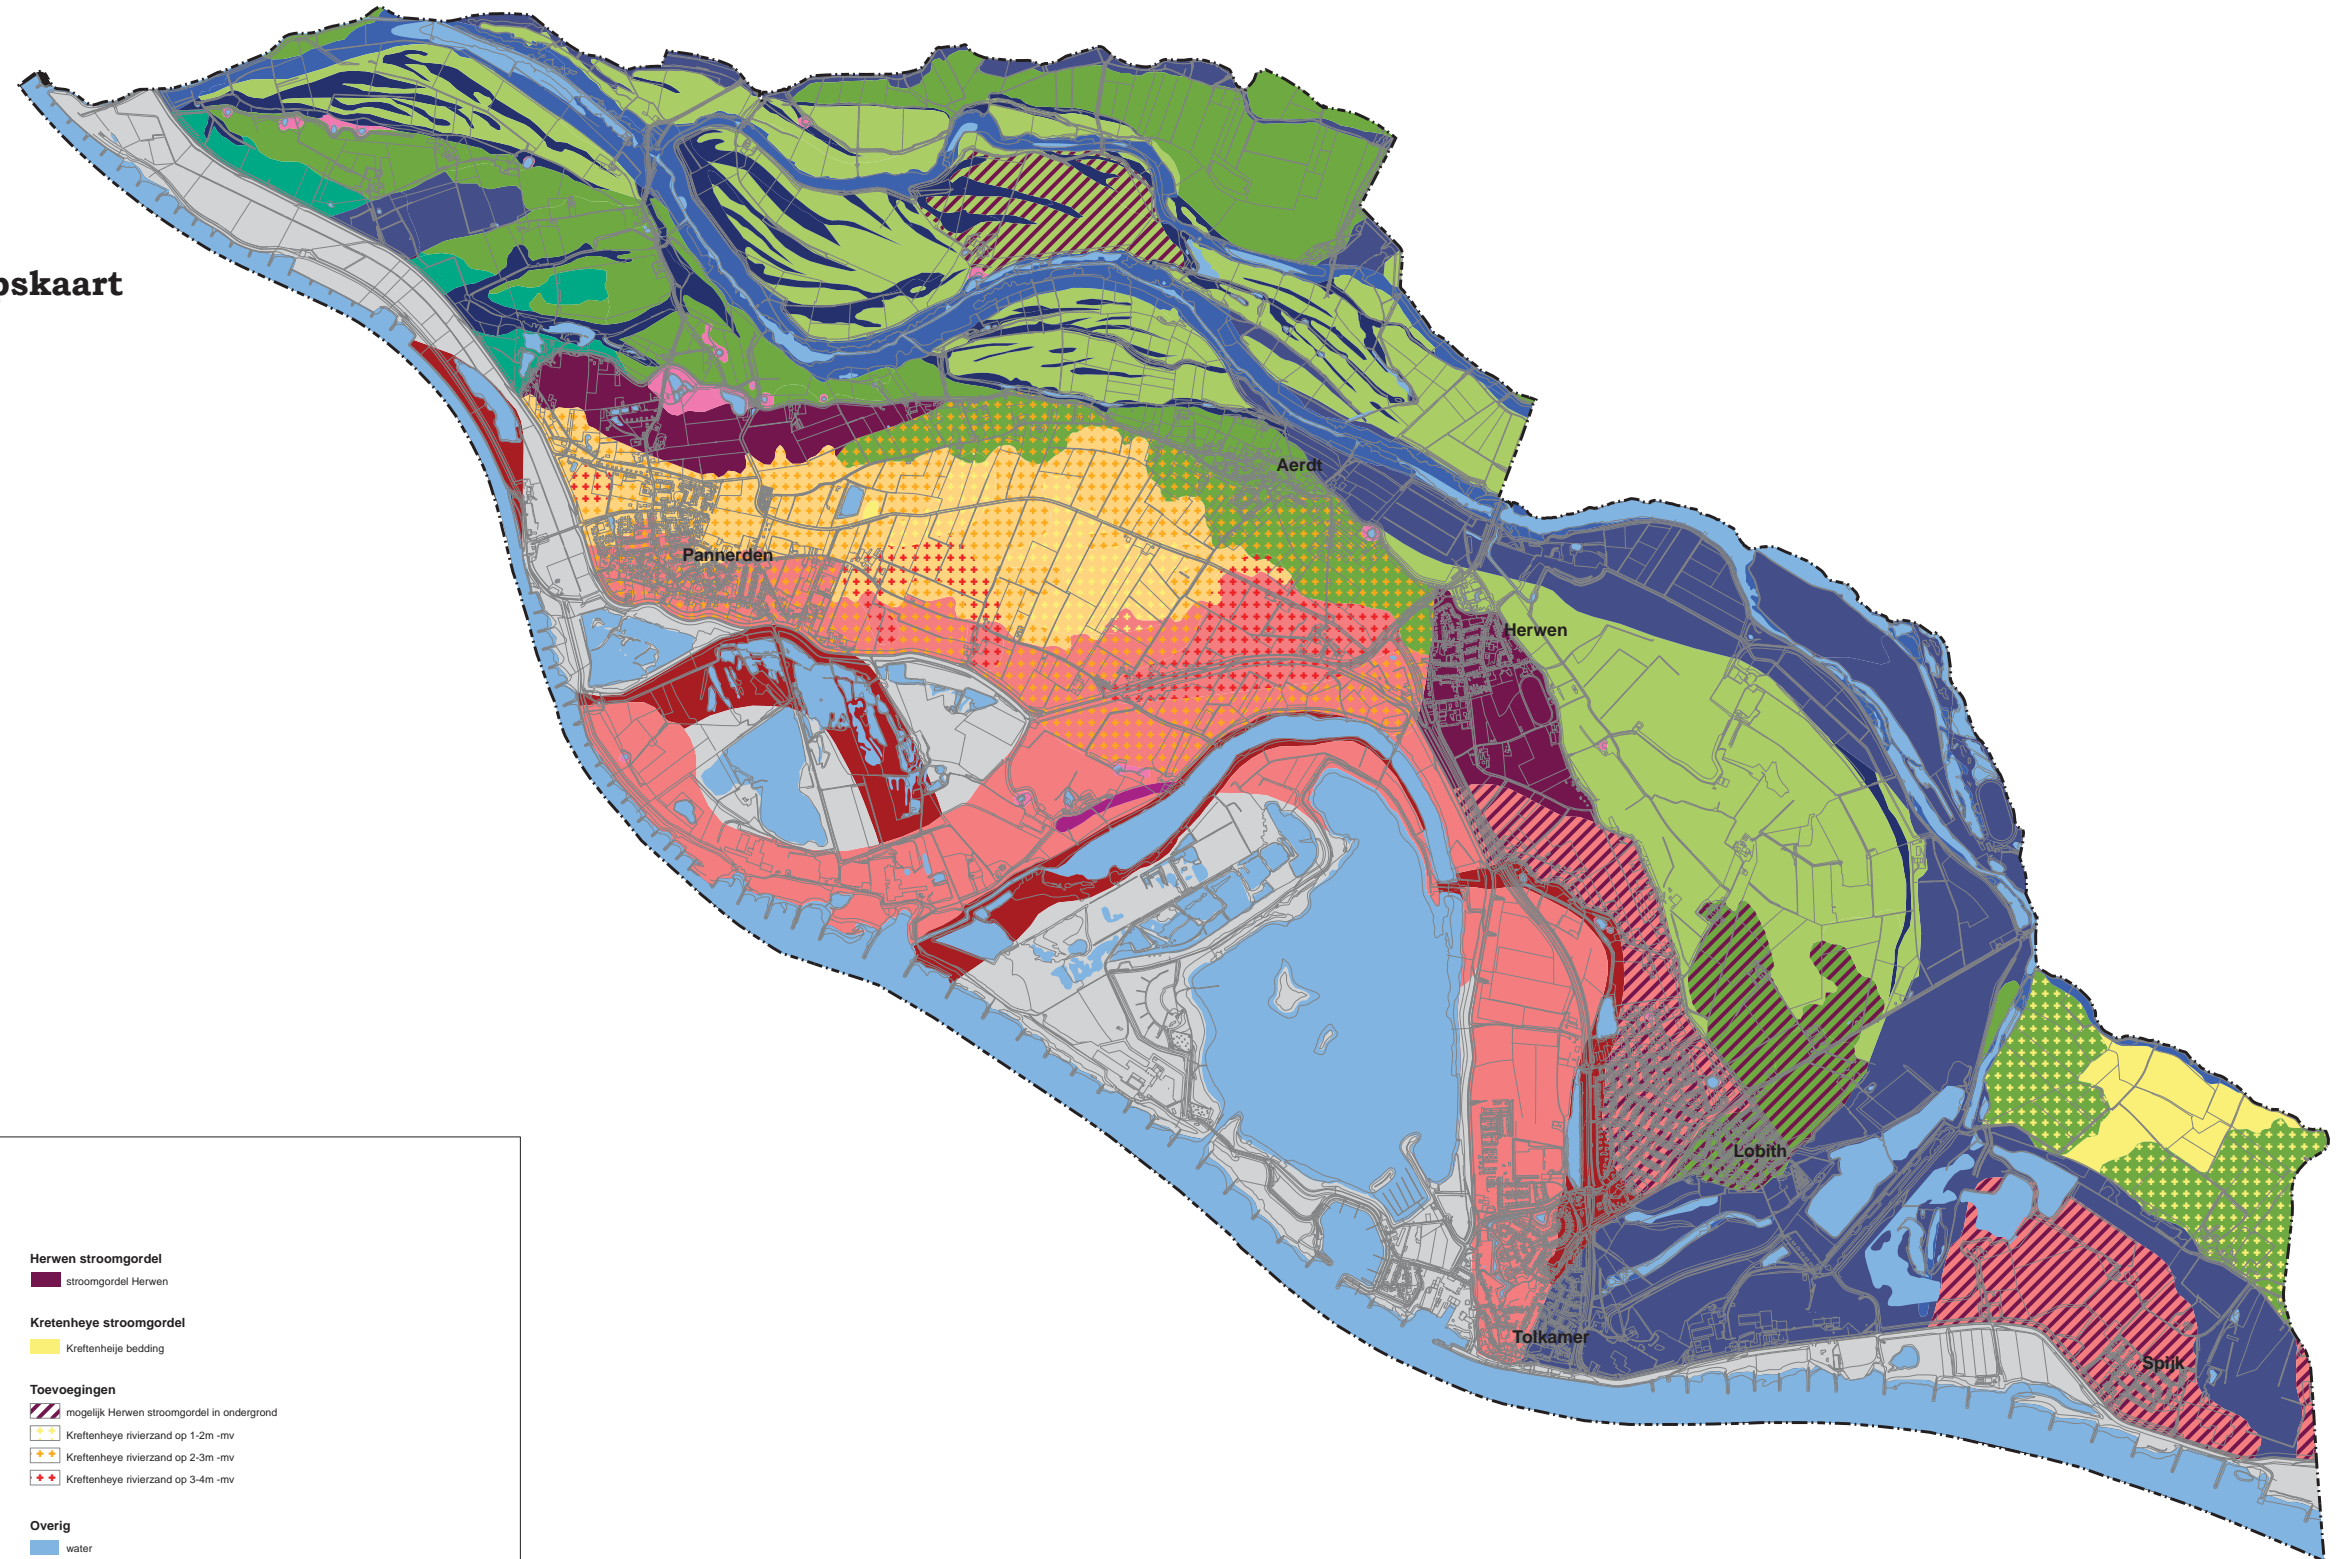 Aerdt
Pannerden
Herwen
Lobith
Tolkamer
Spijk
Herwen stroomgordel
stroomgordel Herwen
Kretenheye stroomgordel
Kreftenheije bedding
Toevoegingen
mogelijk Herwen stroomgordel in ondergrond
Kreftenheye rivierzand op 1-2m -mv
Kreftenheye rivierzand op 2-3m -mv
Kreftenheye rivierzand op 3-4m -mv
Overig
water